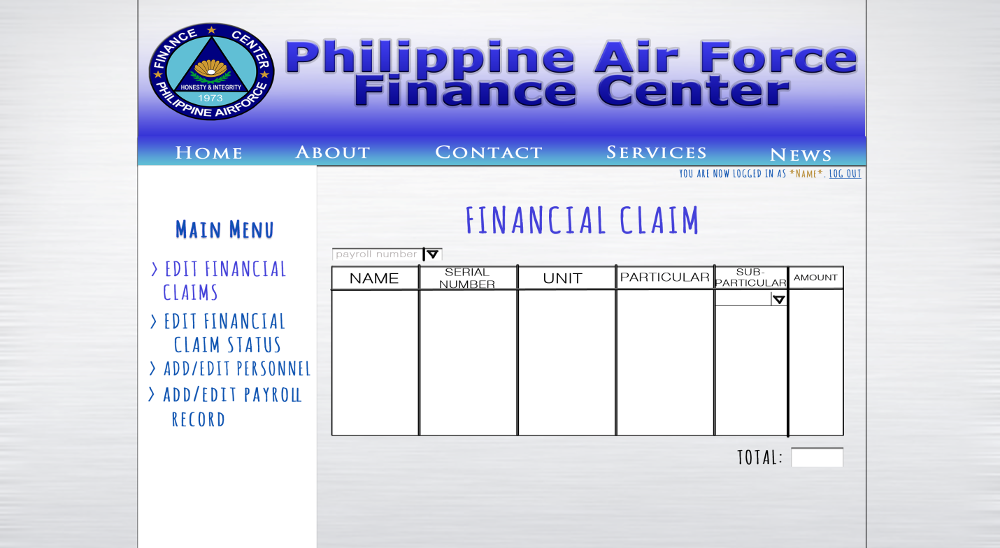 FINANCE CENTER
HONESTY & INTEGRITY
1973
PHILIPPINE AIRFORCE
Philippine Air Force
Finance Center
HOME ABOUT CONTACT SERVICES NEWS
YOU ARE NOW LOGGED IN AS *NAME*. LOG OUT
MAIN MENU
> EDIT FINANCIAL
CLAIMS
> EDIT FINANCIAL
CLAIM STATUS
> ADD/EDIT PERSONNEL
> ADD/EDIT PAYROLL
RECORD
FINANCIAL CLAIM
payroll number
NAME
SERIAL
NUMBER
UNIT
PARTICULAR
SUB-
PARTICULAR
AMOUNT
TOTAL: